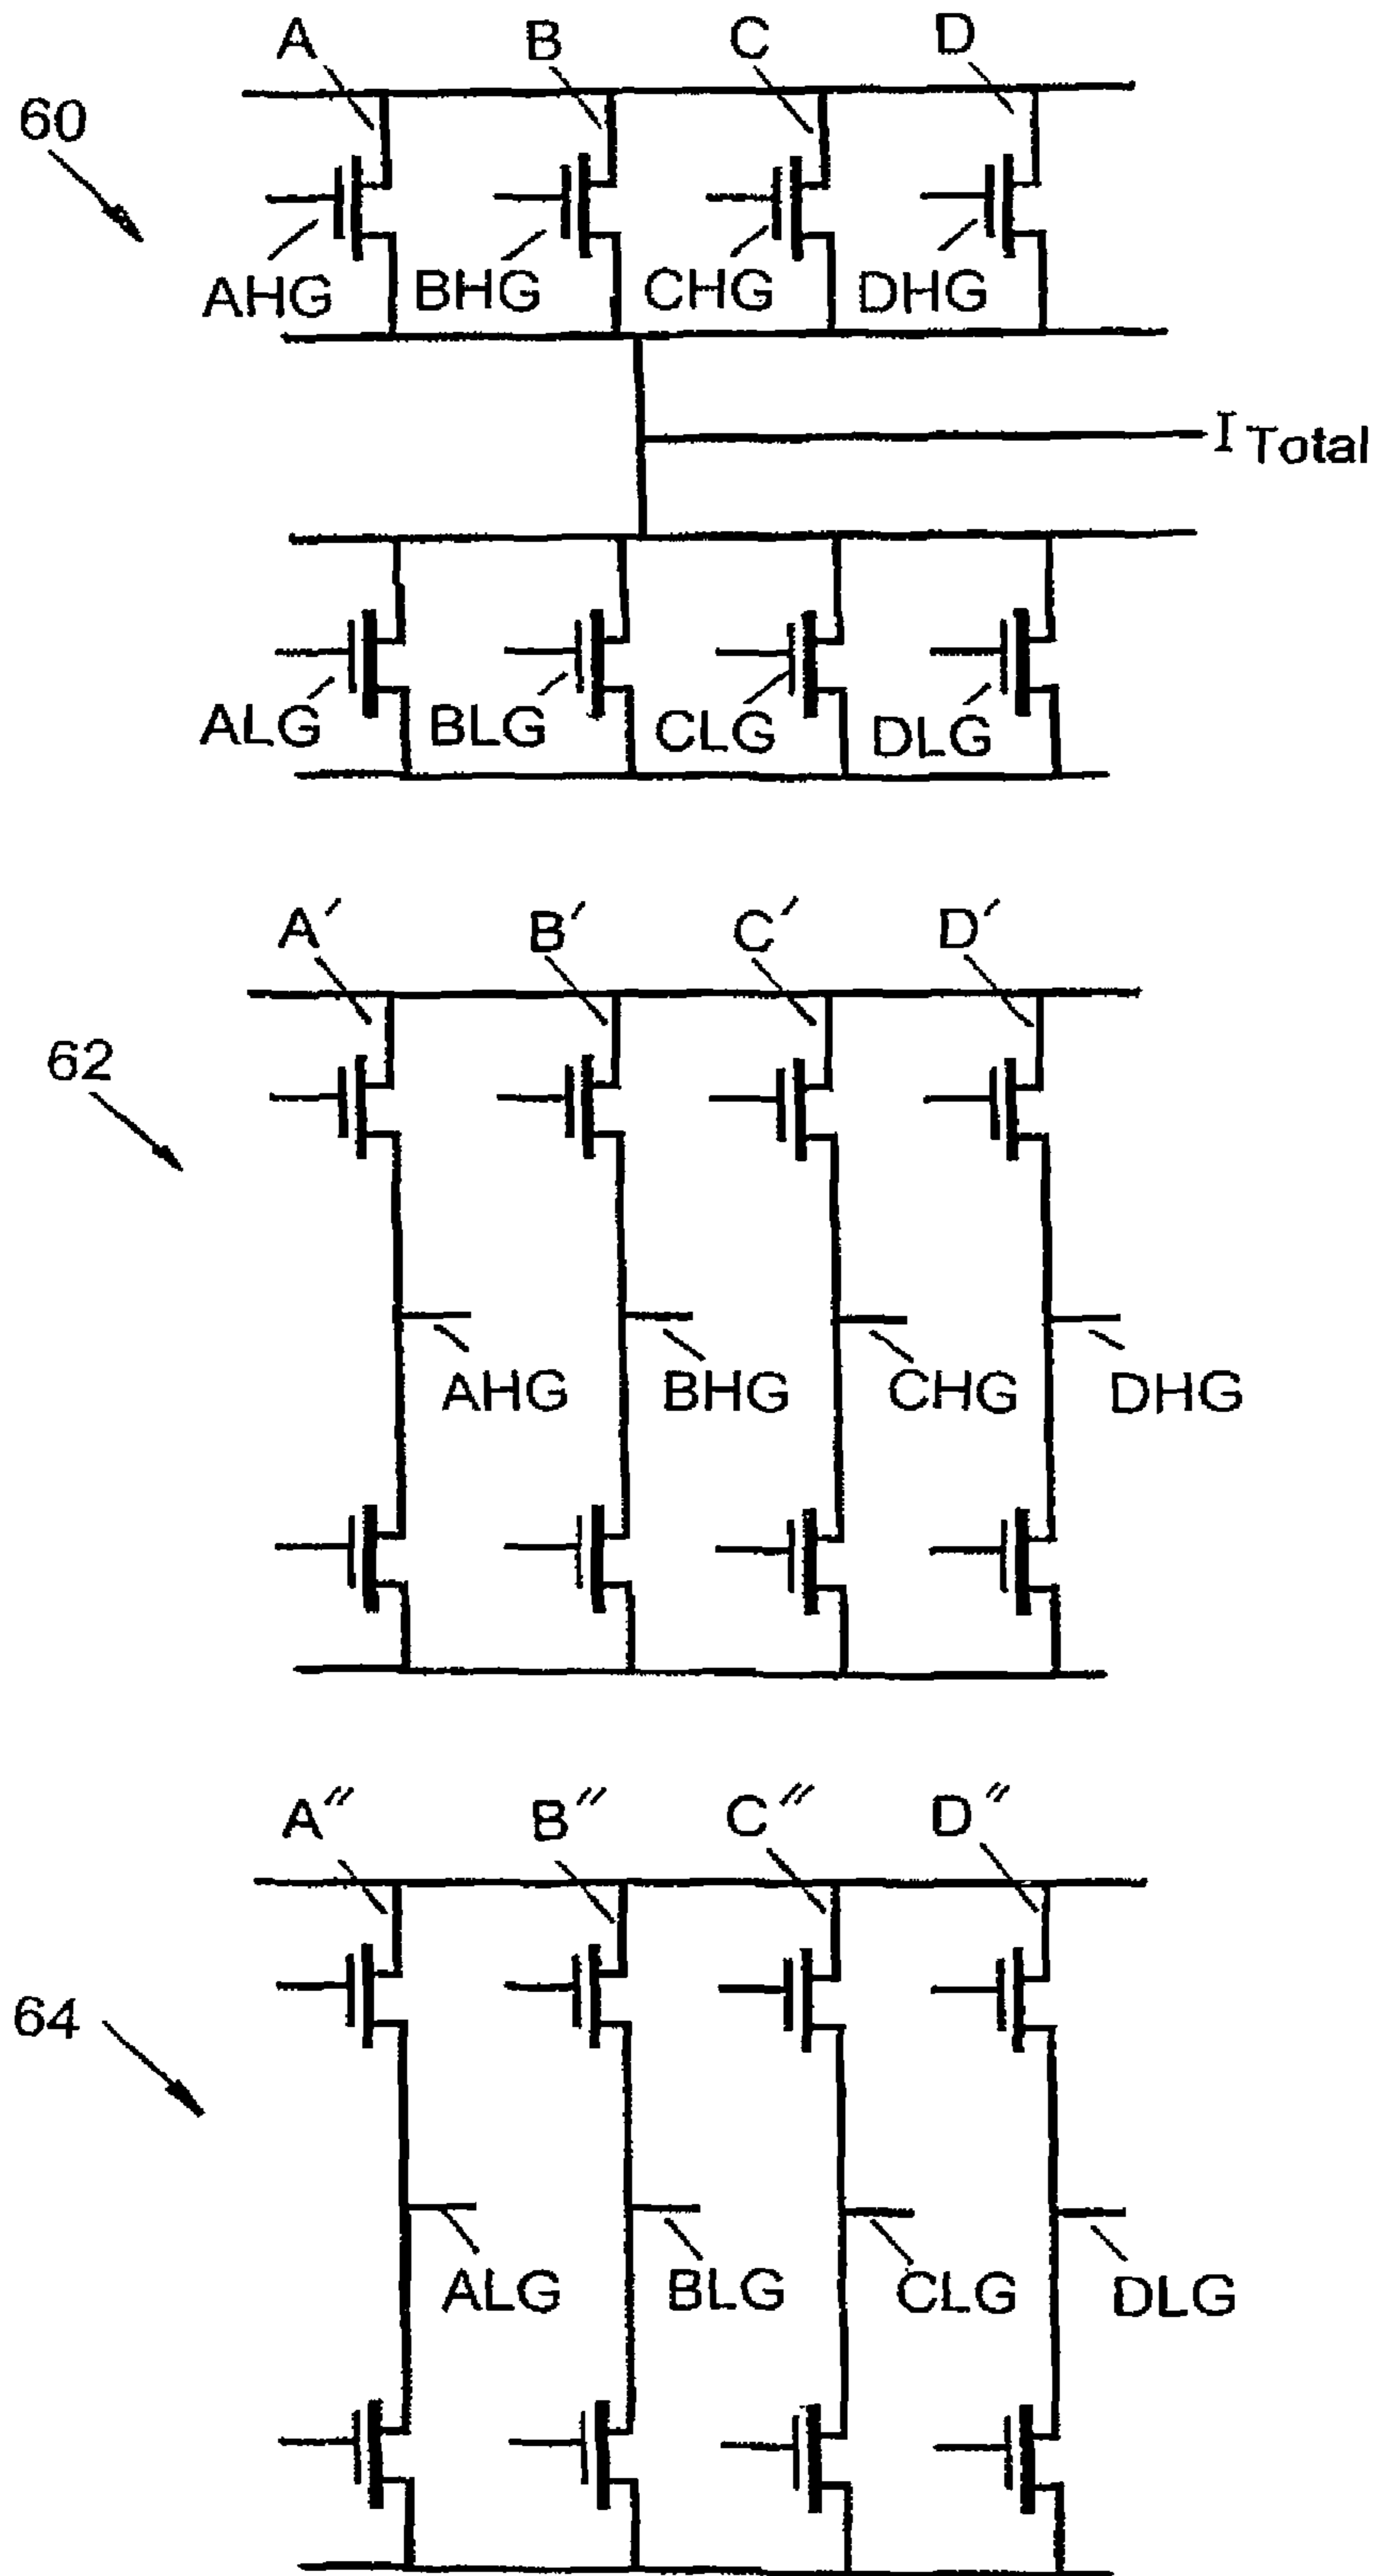 A B C D
60
AHG BHG CHG DHG
I Total
ALG BLG CLG DLG
A′ B′ C′ D′
62
AHG BHG CHG DHG
A″ B″ C″ D″
64
ALG BLG CLG DLG